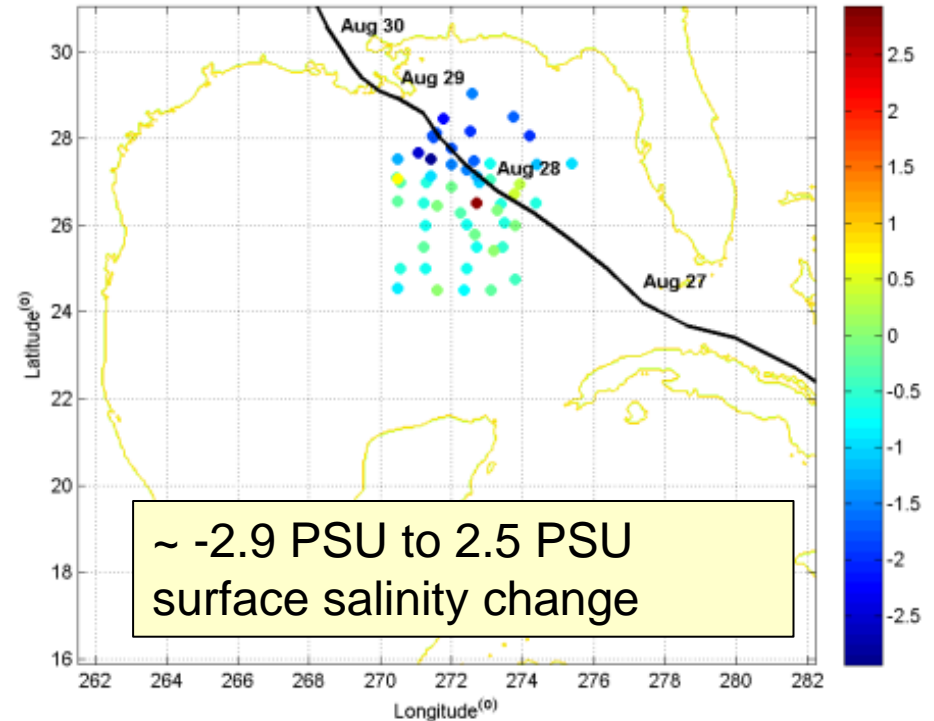 Aug 30
Aug 29
Aug 28
Aug 27
30
28
26
24
22
20
18
16
Latitude(o)
262 264 266 268 270 272 274 276 278 280 282
Longitude(o)
2.5
2
1.5
1
0.5
0
-0.5
-1
-1.5
-2
-2.5
~ -2.9 PSU to 2.5 PSU
surface salinity change